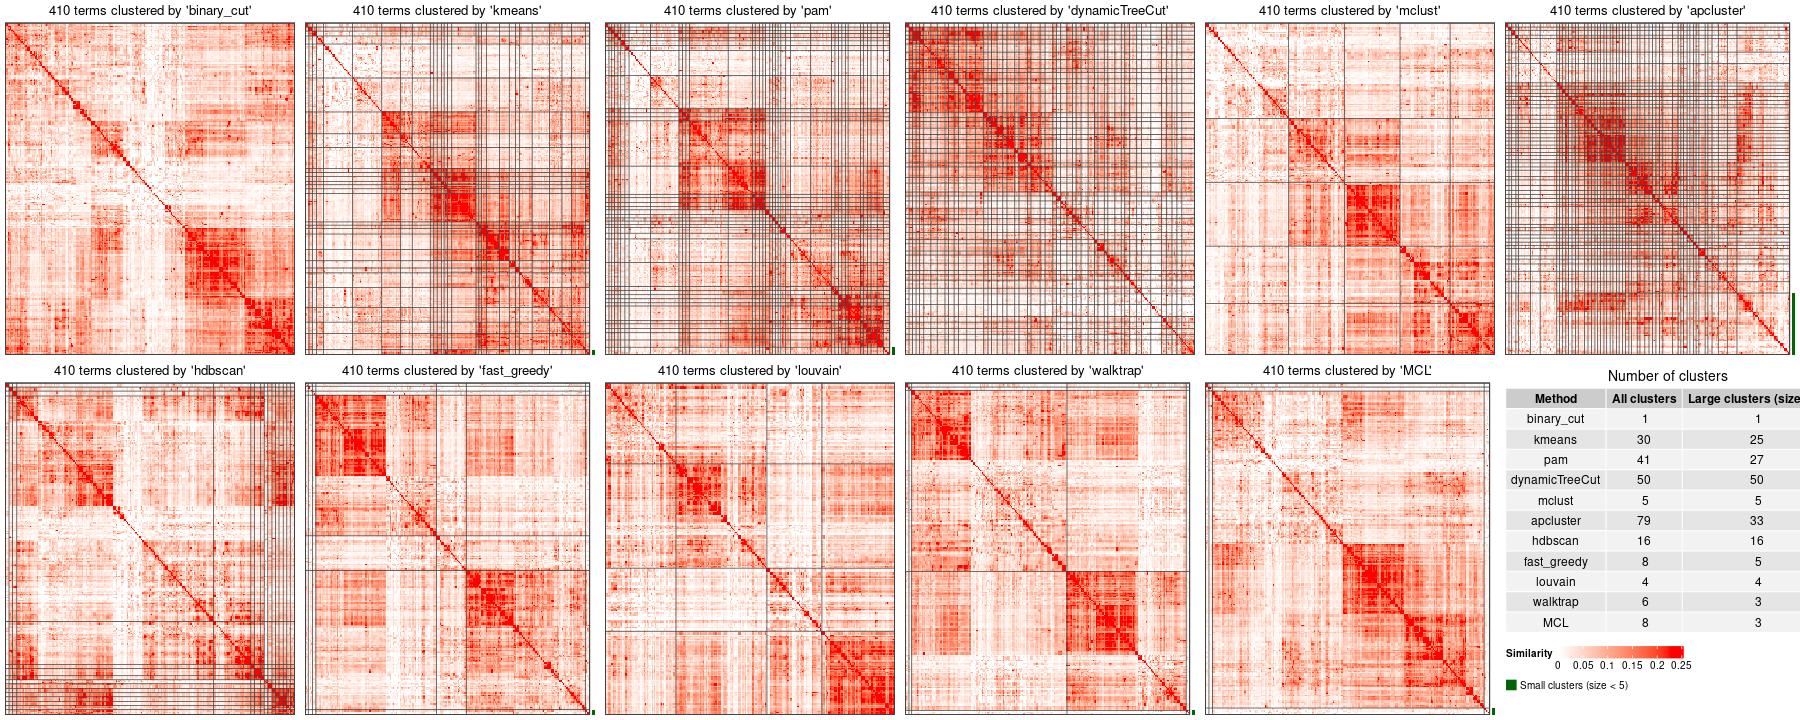 410 terms clustered by 'binary_cut'
410 terms clustered by 'kmeans'
410 terms clustered by 'pam'
410 terms clustered by 'dynamicTreeCut'
410 terms clustered by 'mclust'
410 terms clustered by 'apcluster'
410 terms clustered by 'hdbscan'
410 terms clustered by 'fast_greedy'
410 terms clustered by 'louvain'
410 terms clustered by 'walktrap'
410 terms clustered by 'MCL'
Number of clusters
Method All clusters Large clusters (size
binary_cut 1 1
kmeans 30 25
pam 41 27
dynamicTreeCut 50 50
mclust 5 5
apcluster 79 33
hdbscan 16 16
fast_greedy 8 5
louvain 4 4
walktrap 6 3
MCL 8 3
Similarity
0 0.05 0.1 0.15 0.2 0.25
Small clusters (size < 5)